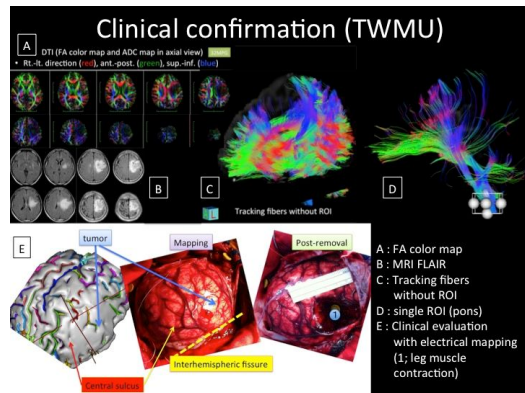 Clinical confirmation (TWMU)
A
DTI (FA color map and ADC map in axial view)
• Rt.-lt. direction (red), ant.-post. (green), sup.-inf. (blue)
B
C
Tracking fibers without ROI
L
D
A : FA color map
B : MRI FLAIR
C : Tracking fibers
without ROI
D : single ROI (pons)
E : Clinical evaluation
with electrical mapping
(1; leg muscle
contraction)
E
tumor
Mapping
Post-removal
1
Interhemispheric fissure
Central sulcus